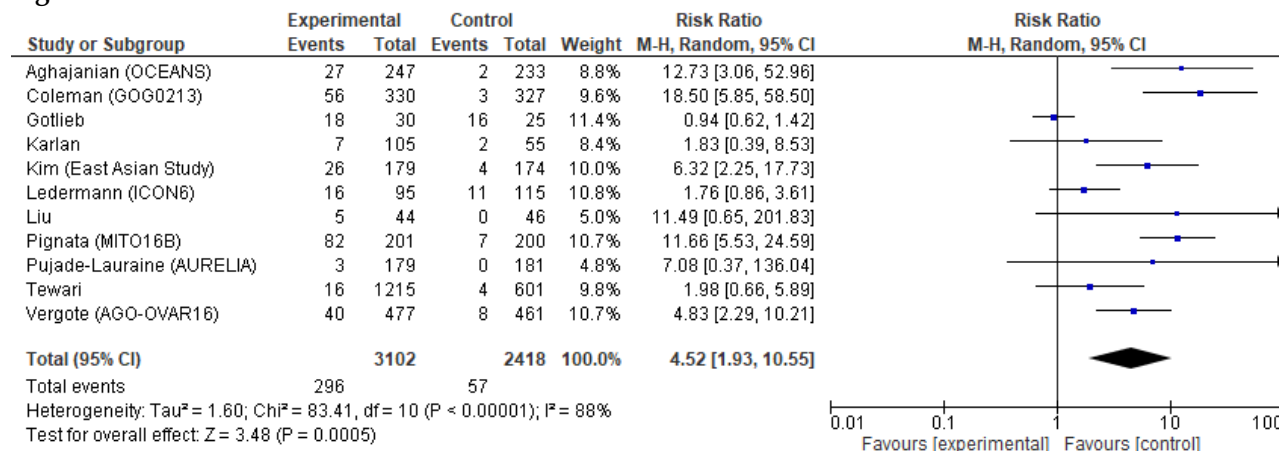 Experimental Control Risk Ratio Risk Ratio
Study or Subgroup Events Total Events Total Weight M-H, Random, 95% CI M-H, Random, 95% CI
Aghajanian (OCEANS) 27 247 2 233 8.8% 12.73 [3.06, 52.96]
Coleman (GOG0213) 56 330 3 327 9.6% 18.50 [5.85, 58.50]
Gotlieb 18 30 16 25 11.4% 0.94 [0.62, 1.42]
Karlan 7 105 2 55 8.4% 1.83 [0.39, 8.53]
Kim (East Asian Study) 26 179 4 174 10.0% 6.32 [2.25, 17.73]
Ledermann (ICON6) 16 95 11 115 10.8% 1.76 [0.86, 3.61]
Liu 5 44 0 46 5.0% 11.49 [0.65, 201.83]
Pignata (MITO16B) 82 201 7 200 10.7% 11.66 [5.53, 24.59]
Pujade-Lauraine (AURELIA) 3 179 0 181 4.8% 7.08 [0.37, 136.04]
Tewari 16 1215 4 601 9.8% 1.98 [0.66, 5.89]
Vergote (AGO-OVAR16) 40 477 8 461 10.7% 4.83 [2.29, 10.21]
Total (95% CI) 3102 2418 100.0% 4.52 [1.93, 10.55]
Total events 296 57
Heterogeneity: Tau² = 1.60; Chi² = 83.41, df = 10 (P < 0.00001); I² = 88%
Test for overall effect: Z = 3.48 (P = 0.0005)
0.01 0.1 1 10 100
Favours [experimental] Favours [control]